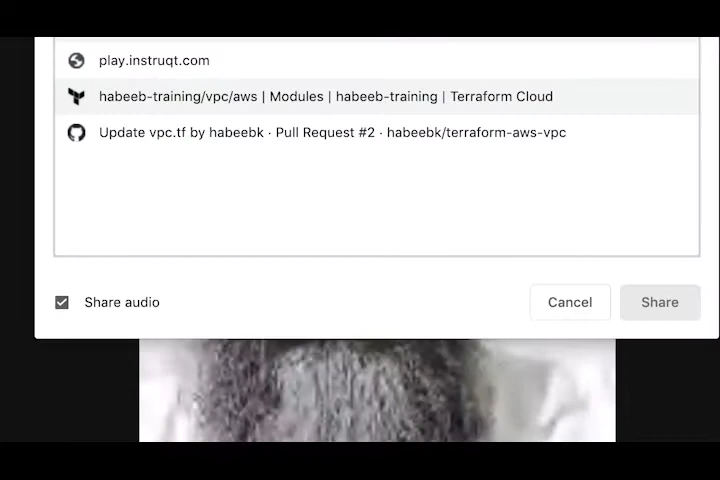 play.instruqt.com
habeeb-training/vpc/aws | Modules | habeeb-training | Terraform Cloud
Update vpc.tf by habeebk · Pull Request #2 · habeebk/terraform-aws-vpc
Share audio
Cancel
Share